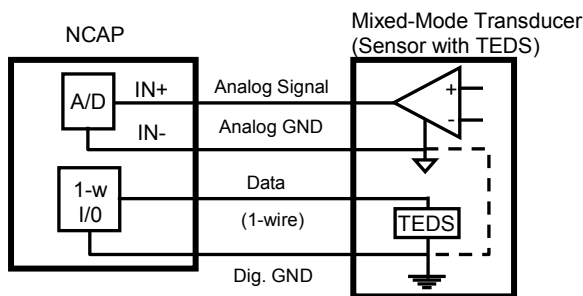 NCAP
Mixed-Mode Transducer
(Sensor with TEDS)
A/D
IN+
Analog Signal
+
-
IN-
Analog GND
1-w
I/0
Data
(1-wire)
TEDS
Dig. GND